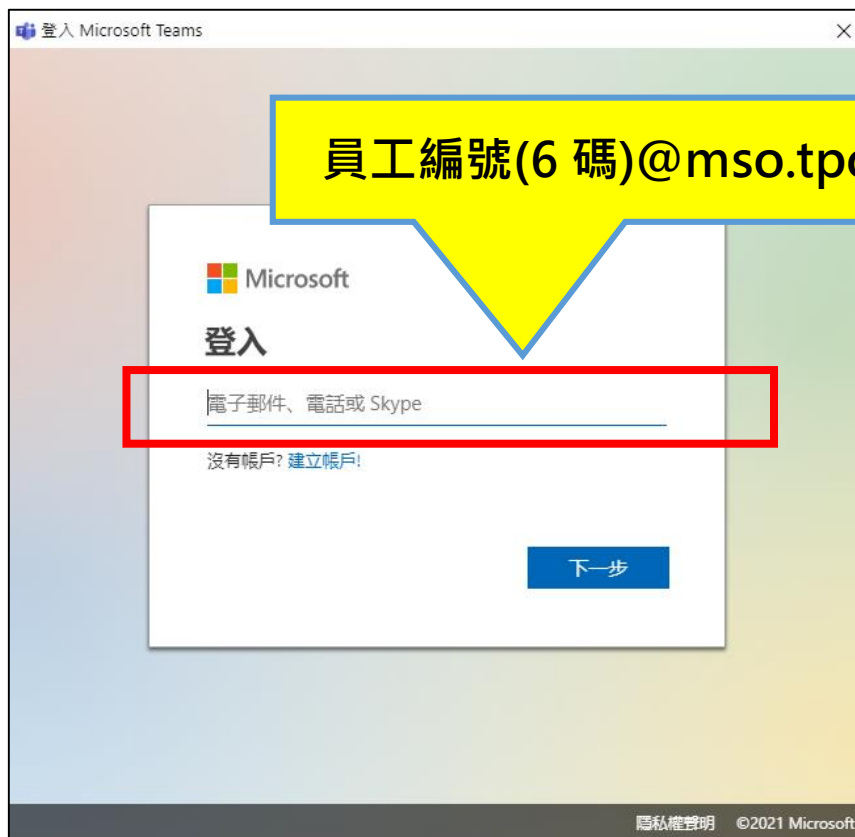 登入 Microsoft Teams
員工編號(6 碼)@mso.tpc
Microsoft
登入
電子郵件、電話或 Skype
沒有帳戶? 建立帳戶!
下一步
隱私權聲明 ©2021 Microsoft